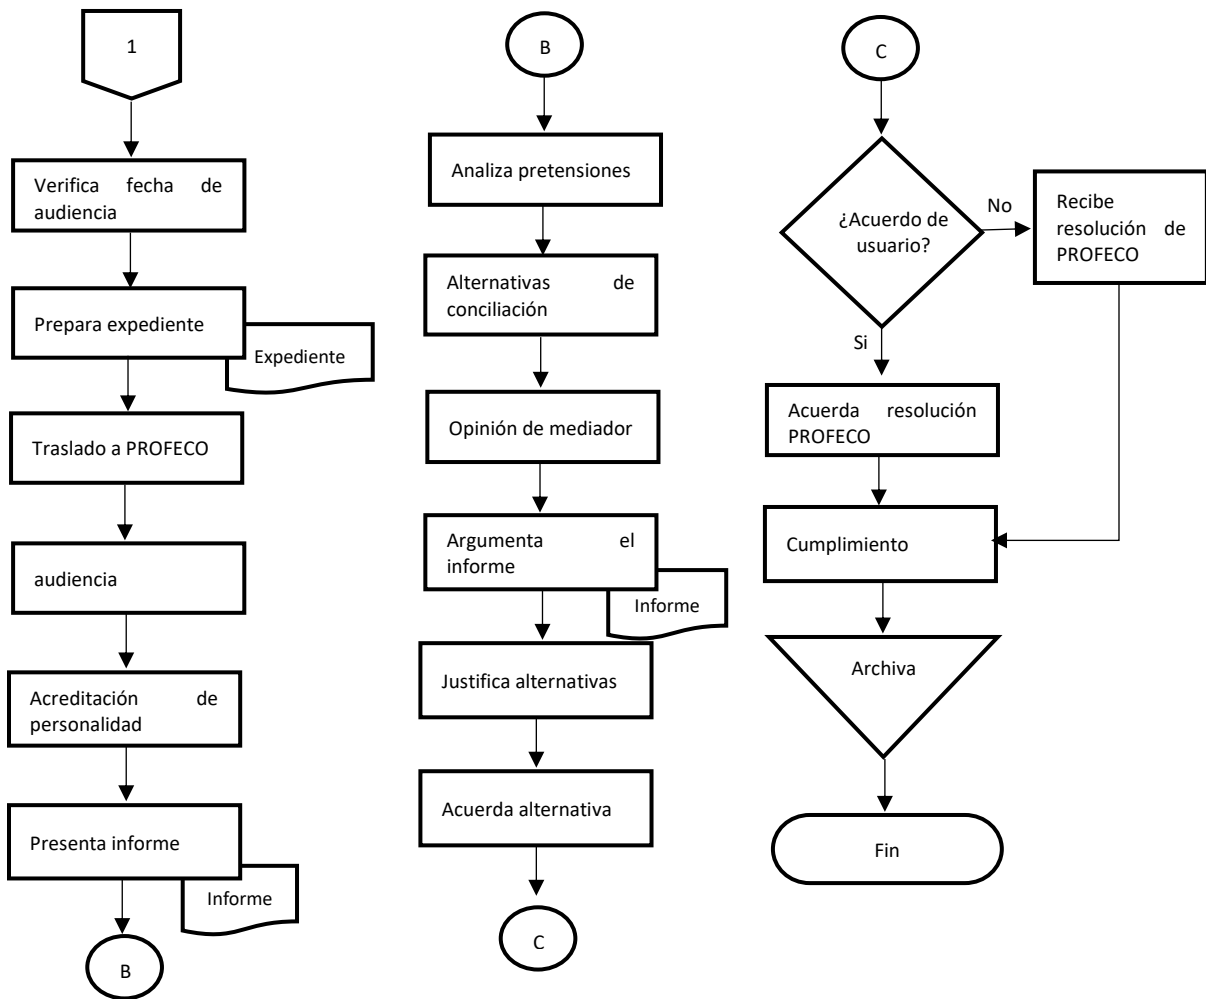 1
Verifica fecha de
audiencia
Prepara expediente
Expediente
Traslado a PROFECO
audiencia
Acreditación de
personalidad
Presenta informe
Informe
B
B
Analiza pretensiones
Alternativas de
conciliación
Opinión de mediador
Argumenta el
informe
Informe
Justifica alternativas
Acuerda alternativa
C
C
¿Acuerdo de
usuario?
No
Recibe
resolución de
PROFECO
Si
Acuerda resolución
PROFECO
Cumplimiento
Archiva
Fin